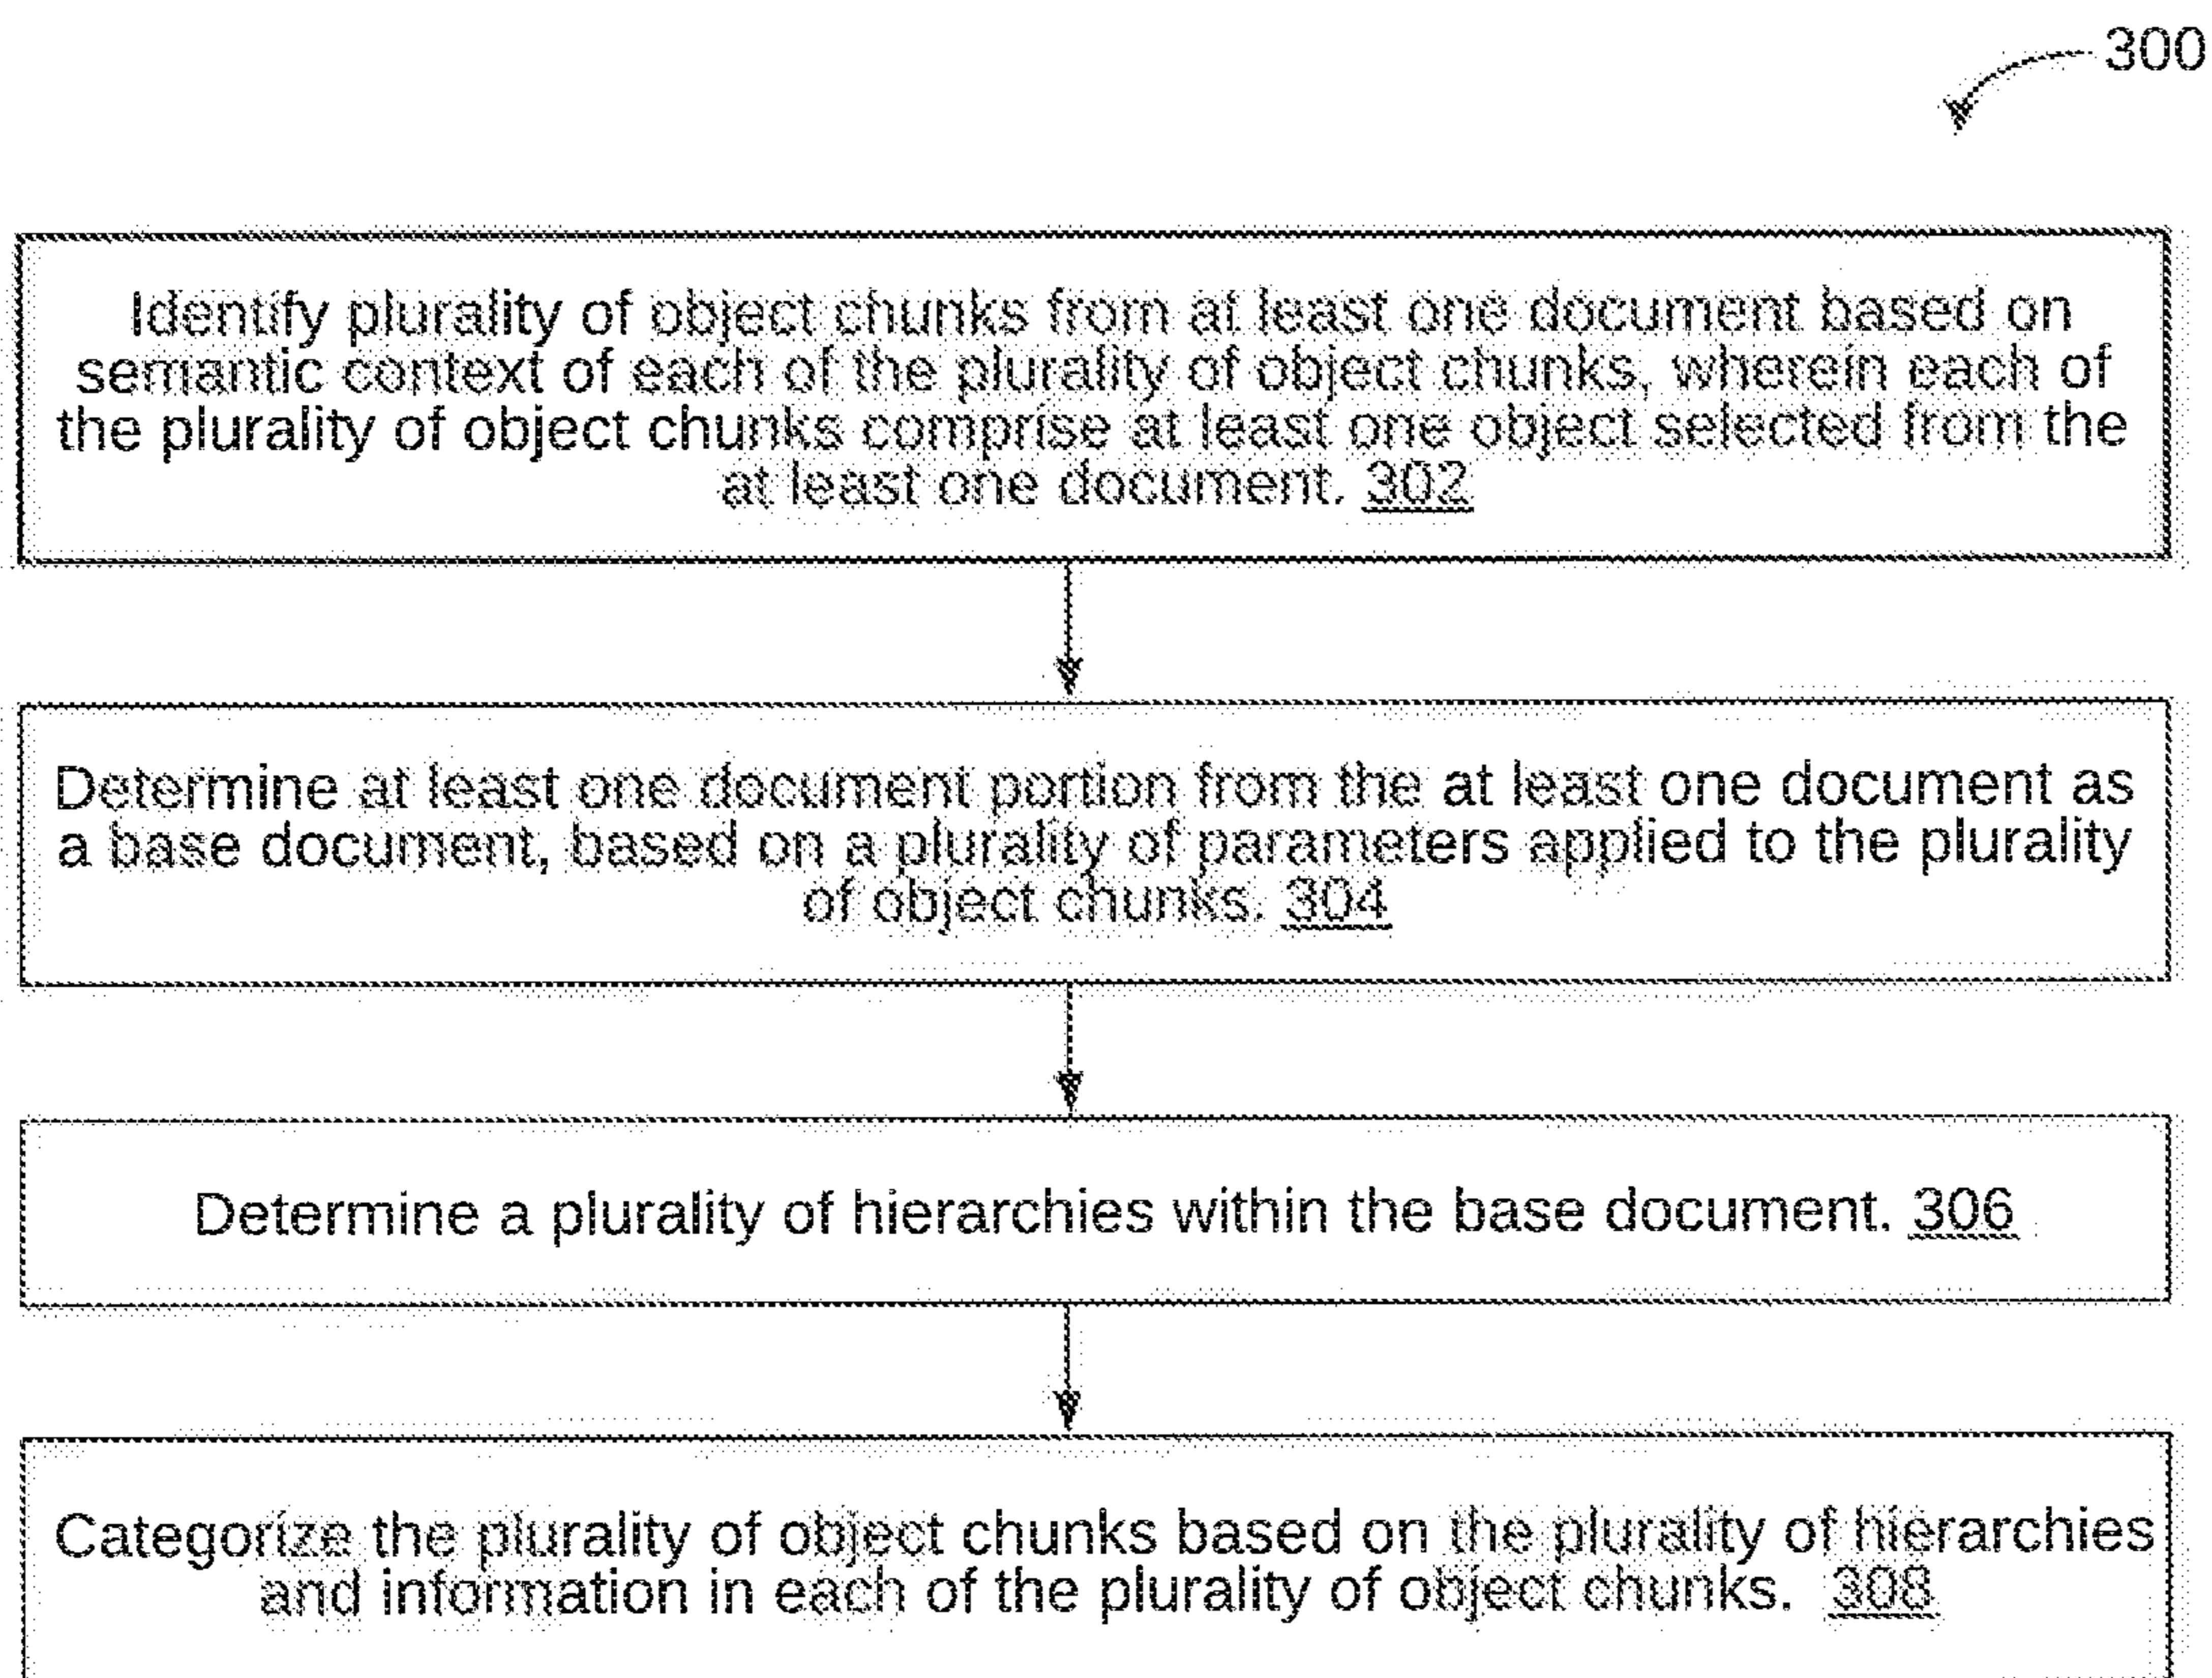 300
Identify plurality of object chunks from at least one document based on
semantic context of each of the plurality of object chunks, wherein each of
the plurality of object chunks comprise at least one object selected from the
at least one document. 302
Determine at least one document portion from the at least one document as
a base document, based on a plurality of parameters applied to the plurality
of object chunks. 304
Determine a plurality of hierarchies within the base document. 306
Categorize the plurality of object chunks based on the plurality of hierarchies
and information in each of the plurality of object chunks. 308